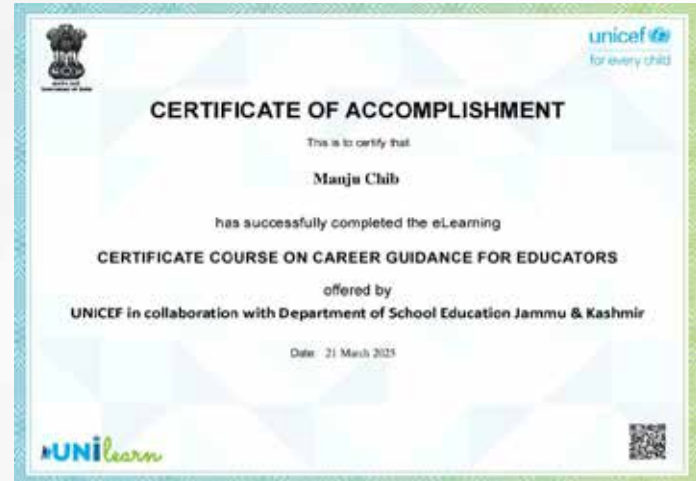 unicef
for every child
CERTIFICATE OF ACCOMPLISHMENT
This is to certify that
Manju Chib
has successfully completed the eLearning
CERTIFICATE COURSE ON CAREER GUIDANCE FOR EDUCATORS
offered by
UNICEF in collaboration with Department of School Education Jammu & Kashmir
Date: 21 March 2025
UNilearn